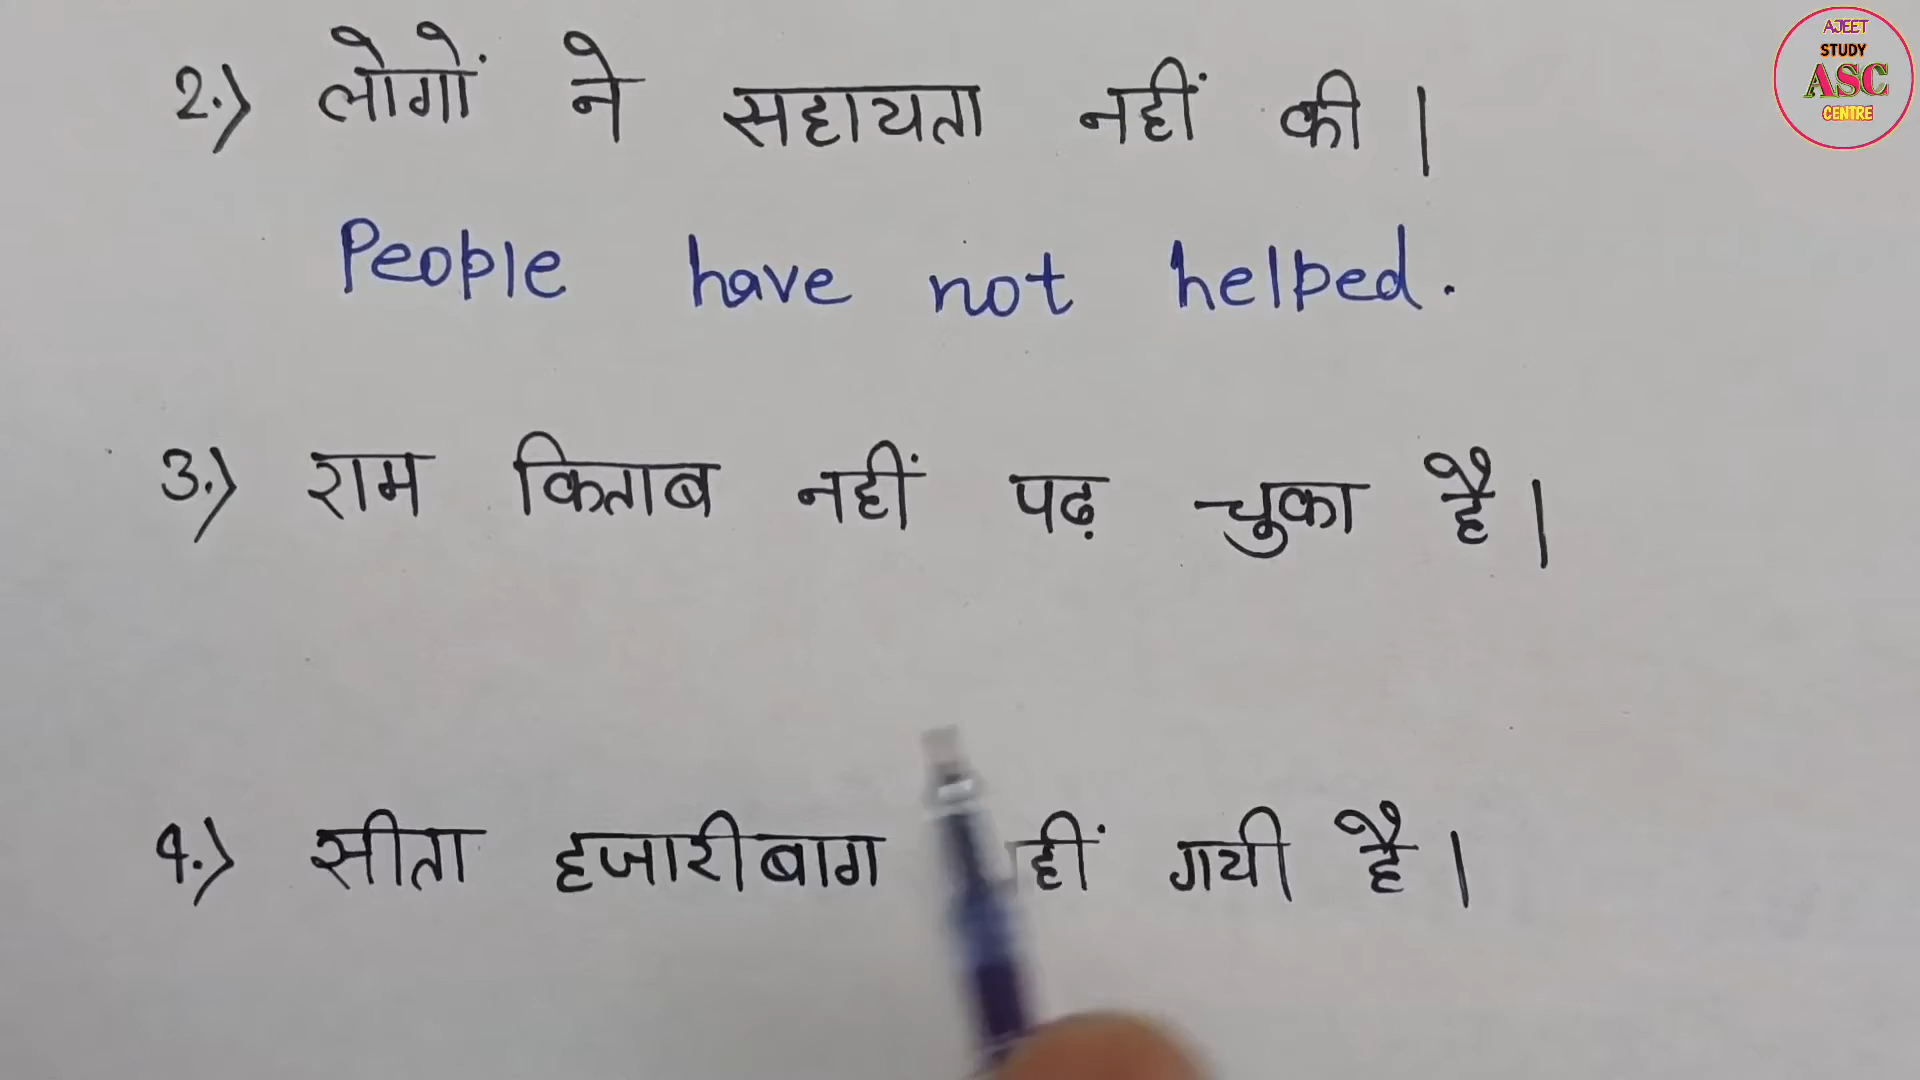 AJEET
STUDY
ASC
CENTRE
2.) लोगों ने सहायता नहीं की |
People have not helped.
3.) राम किताब नहीं पढ़ चुका है |
4.) सीता हजारीबाग गयी है |